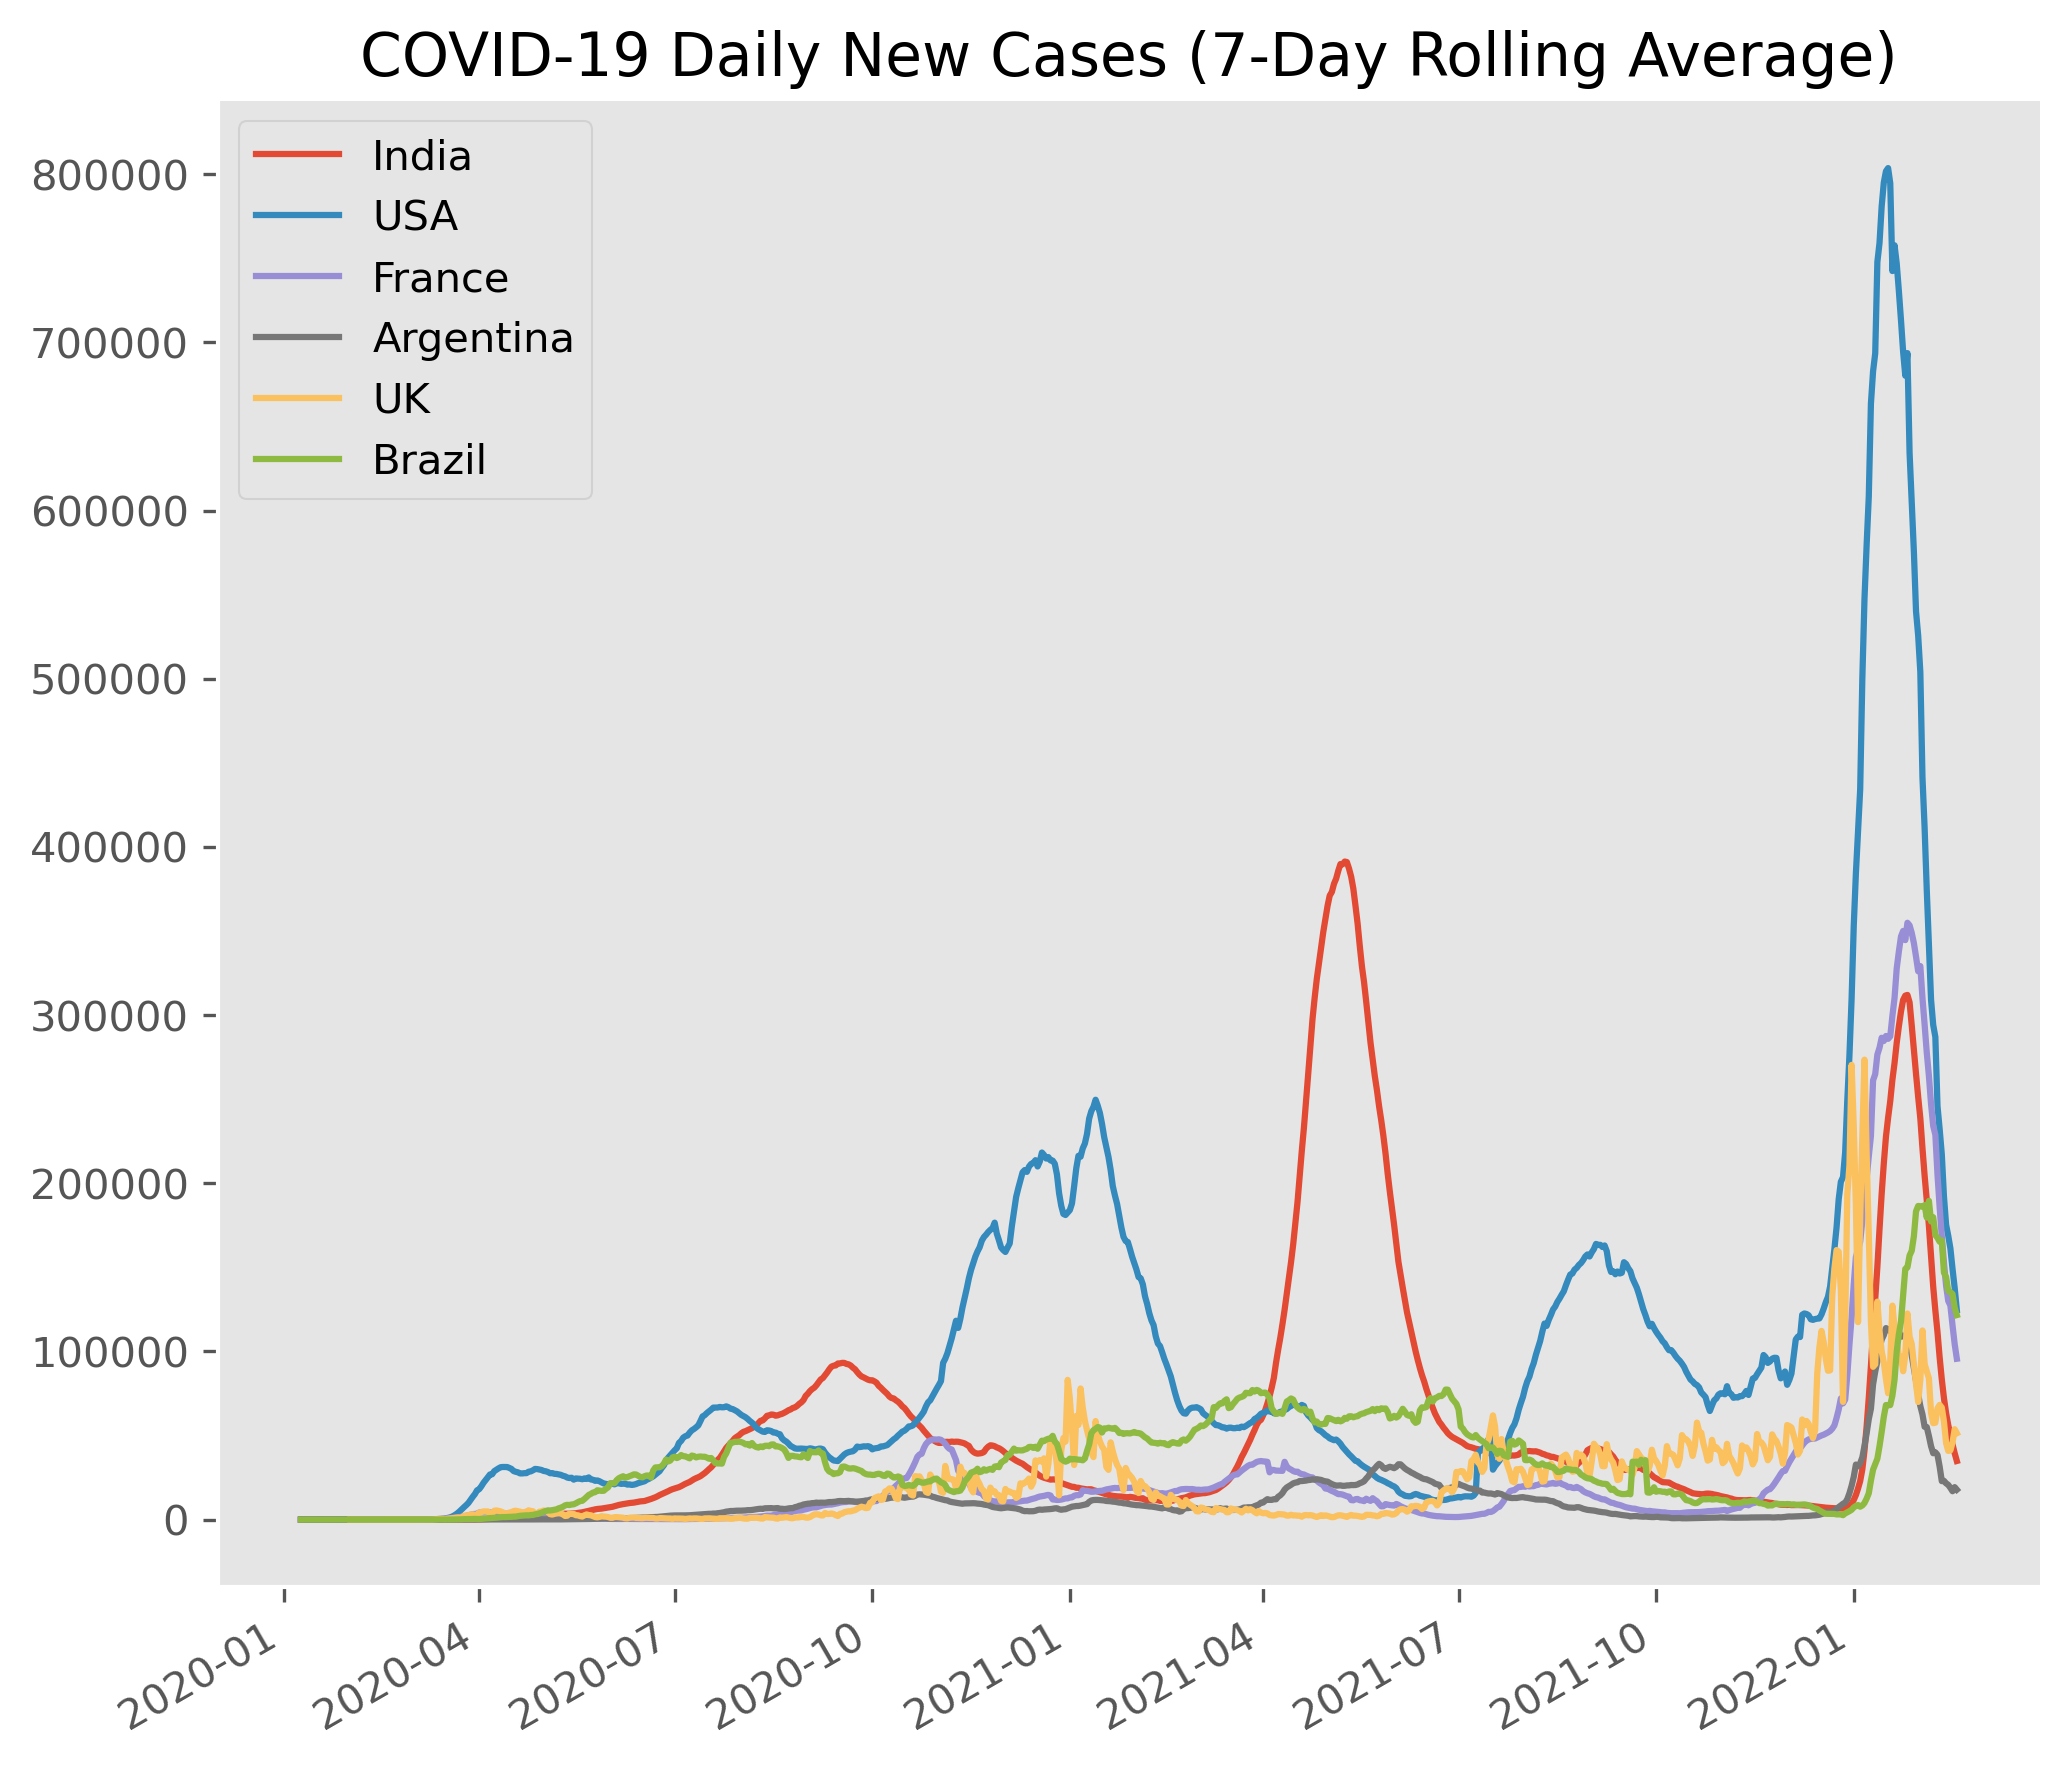 COVID-19 Daily New Cases (7-Day Rolling Average)
India
USA
France
Argentina
UK
Brazil
800000
700000
600000
500000
400000
300000
200000
100000
0
2020-01
2020-04
2020-07
2020-10
2021-01
2021-04
2021-07
2021-10
2022-01